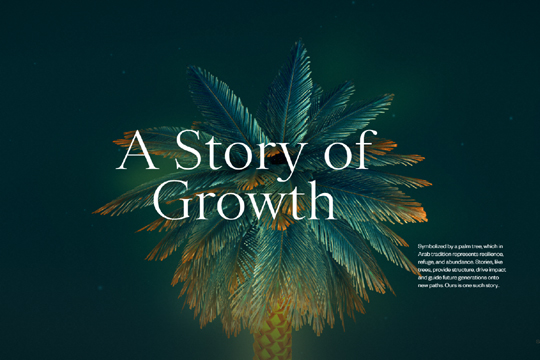 A Story of
Growth
Symbolized by a palm tree, which in
Arab tradition represents resilience,
refuge, and abundance. Stories, like
trees, provide structure, drive impact
and guide future generations onto
new paths. Ours is one such story.